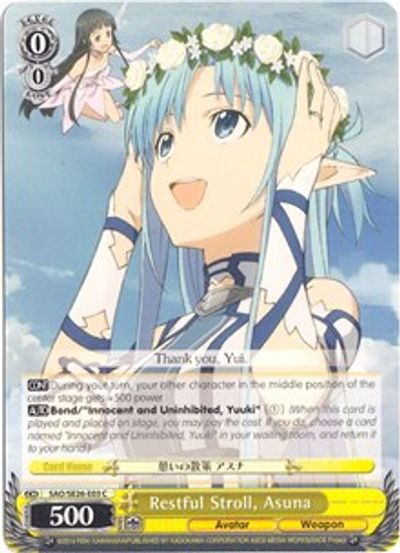 LEVEL
0
0
COST
Thank you, Yui.
CONT During your turn, your other character in the middle position of the
center stage gets +500 power
AUTO Bond/"Innocent and Uninhibited, Yuuki" [①] (When this card is
played and placed on stage, you may pay cost. If you do, choose a card
named "Innocent and Uninhibited, Yuuki" in your waiting room, and return
it to your hand)
Card Name
憩いの散策 アスナ
SAO/SE26-E03 C
500
Restful Stroll, Asuna
Avatar
Weapon